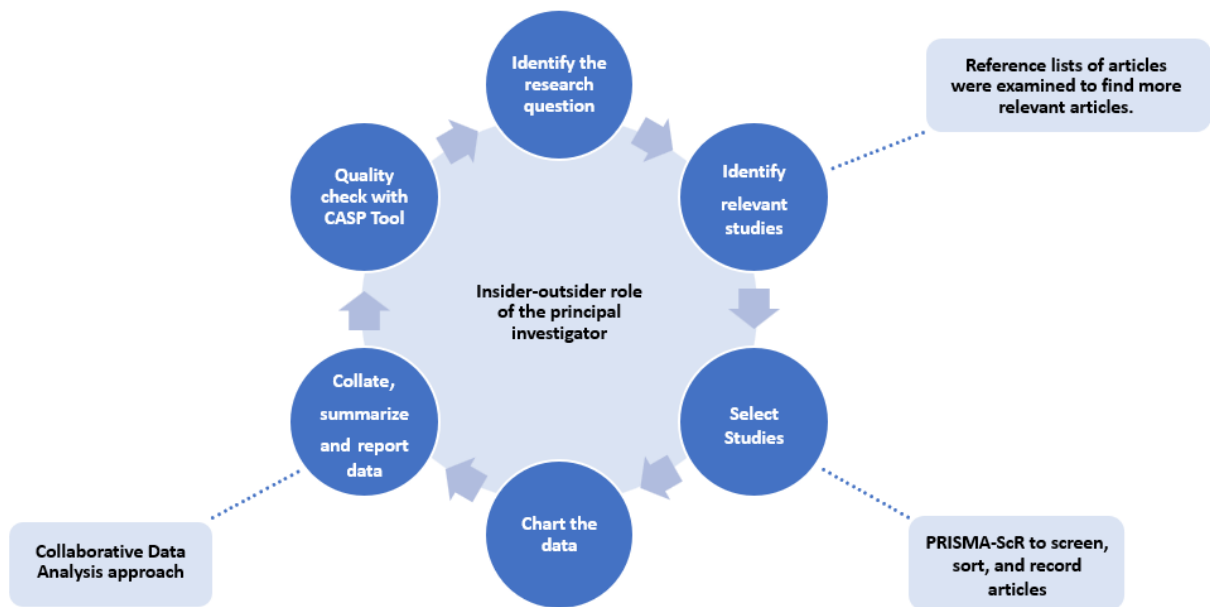 Identify the
research
question
Reference lists of articles
were examined to find more
relevant articles.
Identify
relevant
studies
Quality
check with
CASP Tool
Insider-outsider role
of the principal
investigator
Select
Studies
Collate,
summarize
and report
data
Chart the
data
Collaborative Data
Analysis approach
PRISMA-ScR to screen,
sort, and record
articles